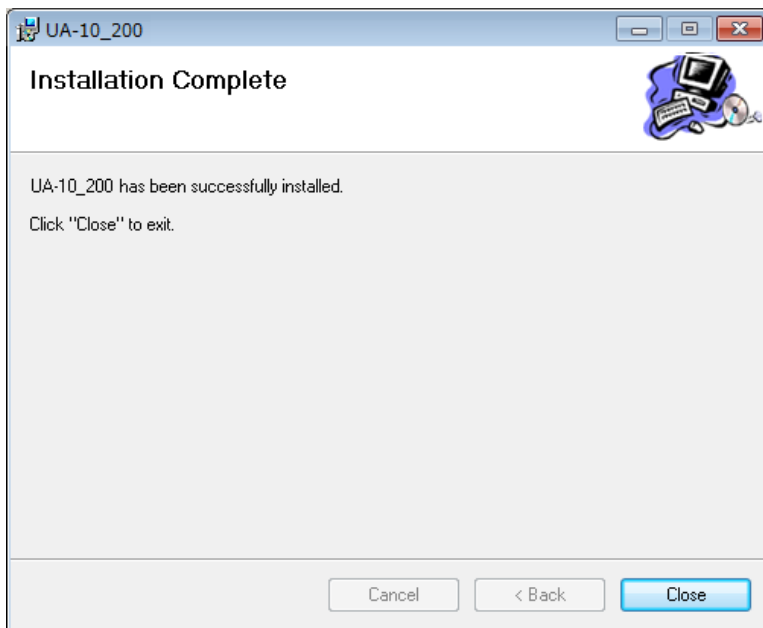 UA-10_200
Installation Complete
UA-10_200 has been successfully installed.
Click "Close" to exit.
Cancel
< Back
Close